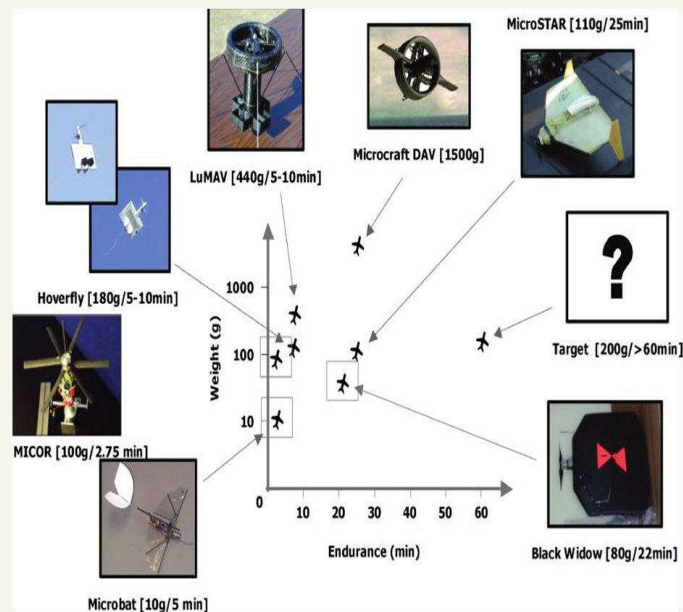 MicroSTAR [110g/25min]
Microcraft DAV [1500g]
LuMAV [440g/5-10min]
?
Hoverfly [180g/5-10min]
Target [200g/>60min]
MICOR [100g/2.75 min]
Black Widow [80g/22min]
Microbat [10g/5 min]
Weight (g)
1000
100
10
0
10
20
30
40
50
60
Endurance (min)